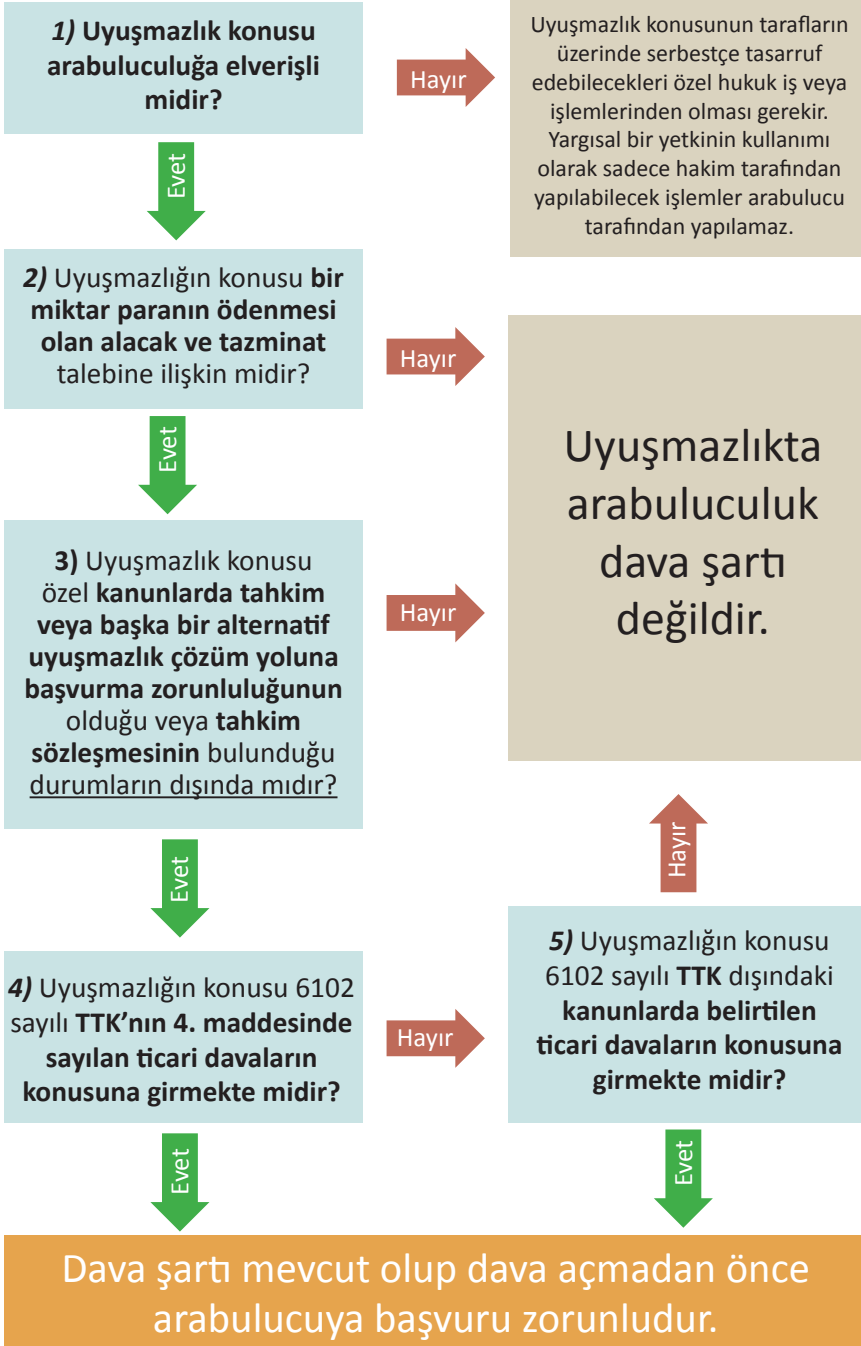 1) Uyuşmazlık konusu
arabuluculuğa elverişli
midir?
Hayır
Uyuşmazlık konusunun tarafların
üzerinde serbestçe tasarruf
edebilecekleri özel hukuk iş veya
işlemlerinden olması gerekir.
Yargısal bir yetkinin kullanımı
olarak sadece hakim tarafından
yapılabilecek işlemler arabulucu
tarafından yapılamaz.
Evet
2) Uyuşmazlığın konusu bir
miktar paranın ödenmesi
olan alacak ve tazminat
talebine ilişkin midir?
Hayır
Uyuşmazlıkta
arabuluculuk
dava şartı
değildir.
Evet
3) Uyuşmazlık konusu
özel kanunlarda tahkim
veya başka bir alternatif
uyuşmazlık çözüm yoluna
başvurma zorunluluğunun
olduğu veya tahkim
sözleşmesinin bulunduğu
durumların dışında mıdır?
Hayır
Evet
4) Uyuşmazlığın konusu 6102
sayılı TTK’nın 4. maddesinde
sayılan ticari davaların
konusuna girmekte midir?
Hayır
Hayır
5) Uyuşmazlığın konusu
6102 sayılı TTK dışındaki
kanunlarda belirtilen
ticari davaların konusuna
girmekte midir?
Evet
Evet
Dava şartı mevcut olup dava açmadan önce
arabulucuya başvuru zorunludur.